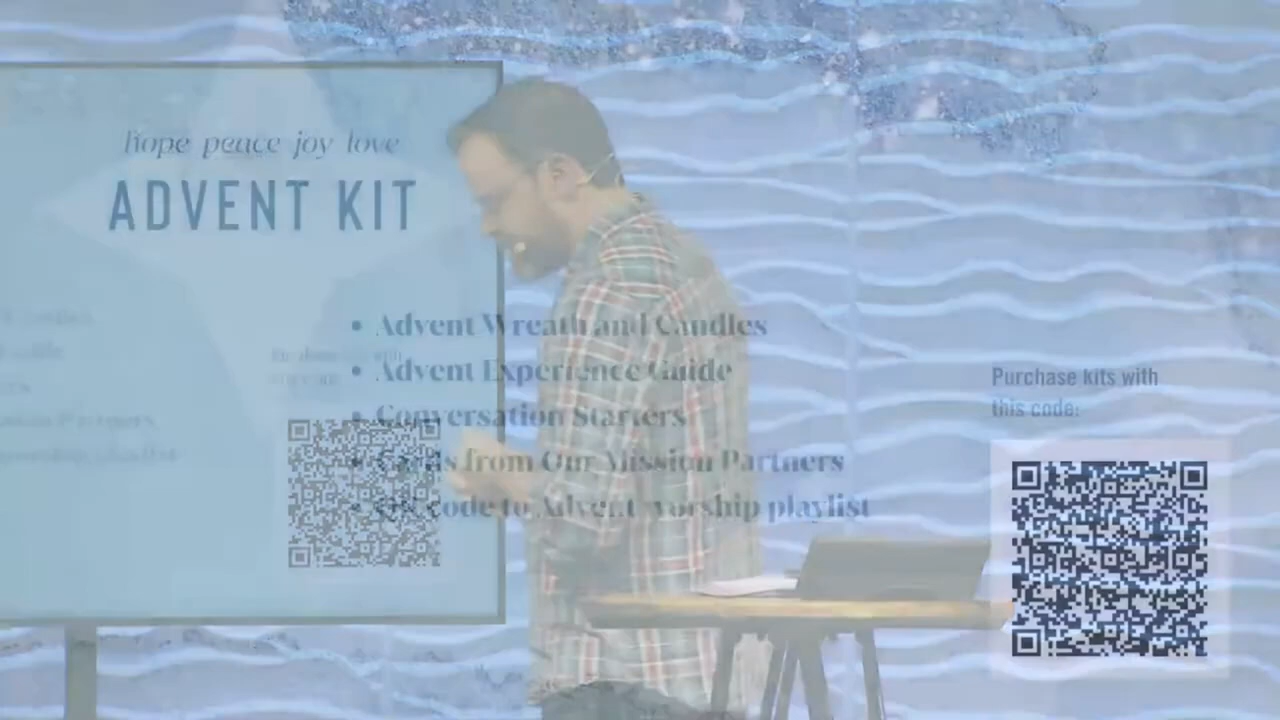 hope peace joy love
ADVENT KIT
• Advent Wreath and Candles
• Advent Experience Guide
• Conversation Starters
• Cards from Our Mission Partners
• QR code to Advent worship playlist
Purchase kits with
this code: